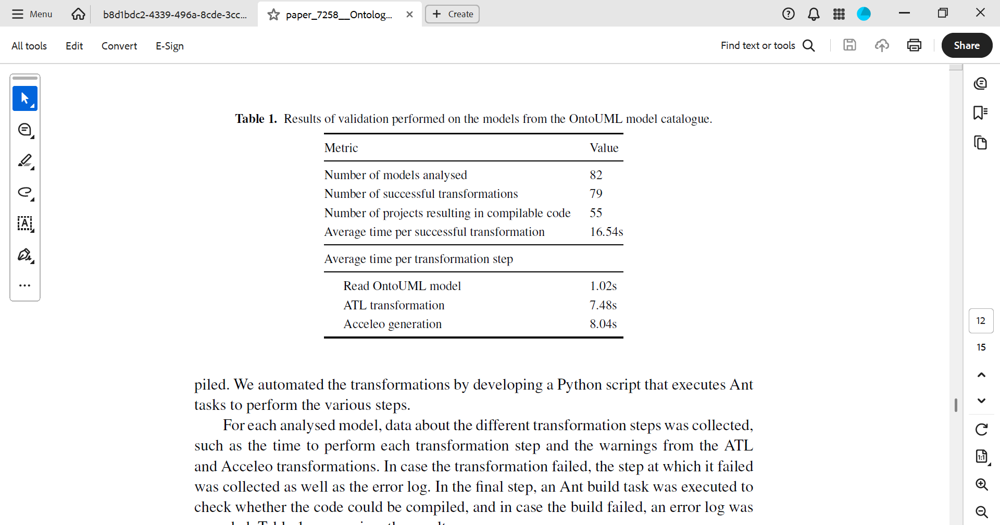 Menu
b8d1bdc2-4339-496a-8cde-3cc...
paper_7258__Ontolog...
Create
All tools
Edit
Convert
E-Sign
Find text or tools
Share
Table 1. Results of validation performed on the models from the OntoUML model catalogue.
Metric Value
Number of models analysed 82
Number of successful transformations 79
Number of projects resulting in compilable code 55
Average time per successful transformation 16.54s
Average time per transformation step
Read OntoUML model 1.02s
ATL transformation 7.48s
Acceleo generation 8.04s
12
15
piled. We automated the transformations by developing a Python script that executes Ant
tasks to perform the various steps.
For each analysed model, data about the different transformation steps was collected,
such as the time to perform each transformation step and the warnings from the ATL
and Acceleo transformations. In case the transformation failed, the step at which it failed
was collected as well as the error log. In the final step, an Ant build task was executed to
check whether the code could be compiled, and in case the build failed, an error log was